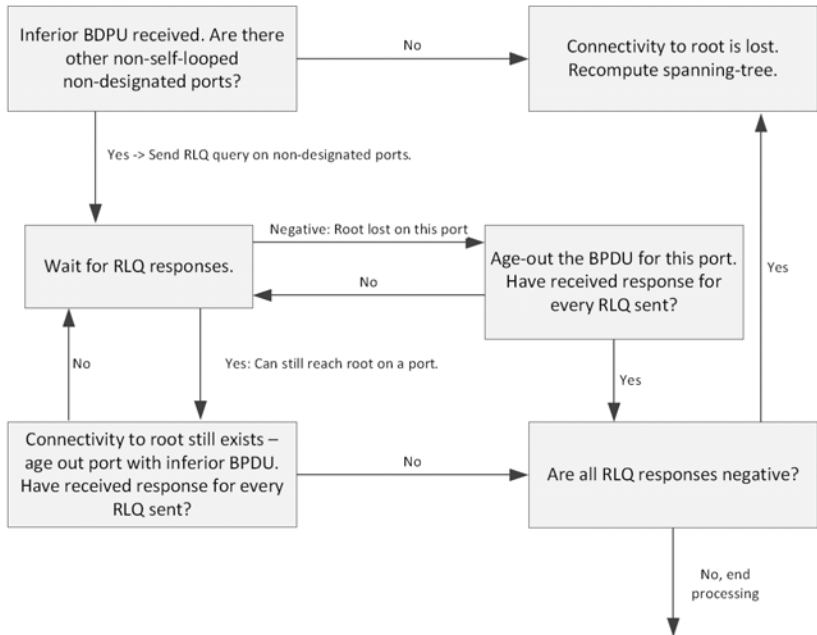 Inferior BDPU received. Are there
other non-self-looped
non-designated ports?
No
Connectivity to root is lost.
Recompute spanning-tree.
Yes -> Send RLQ query on non-designated ports.
Wait for RLQ responses.
Negative: Root lost on this port
No
Age-out the BPDU for this port.
Have received response for
every RLQ sent?
Yes
No
Yes: Can still reach root on a port.
Yes
Connectivity to root still exists –
age out port with inferior BPDU.
Have received response for every
RLQ sent?
No
Are all RLQ responses negative?
No, end
processing